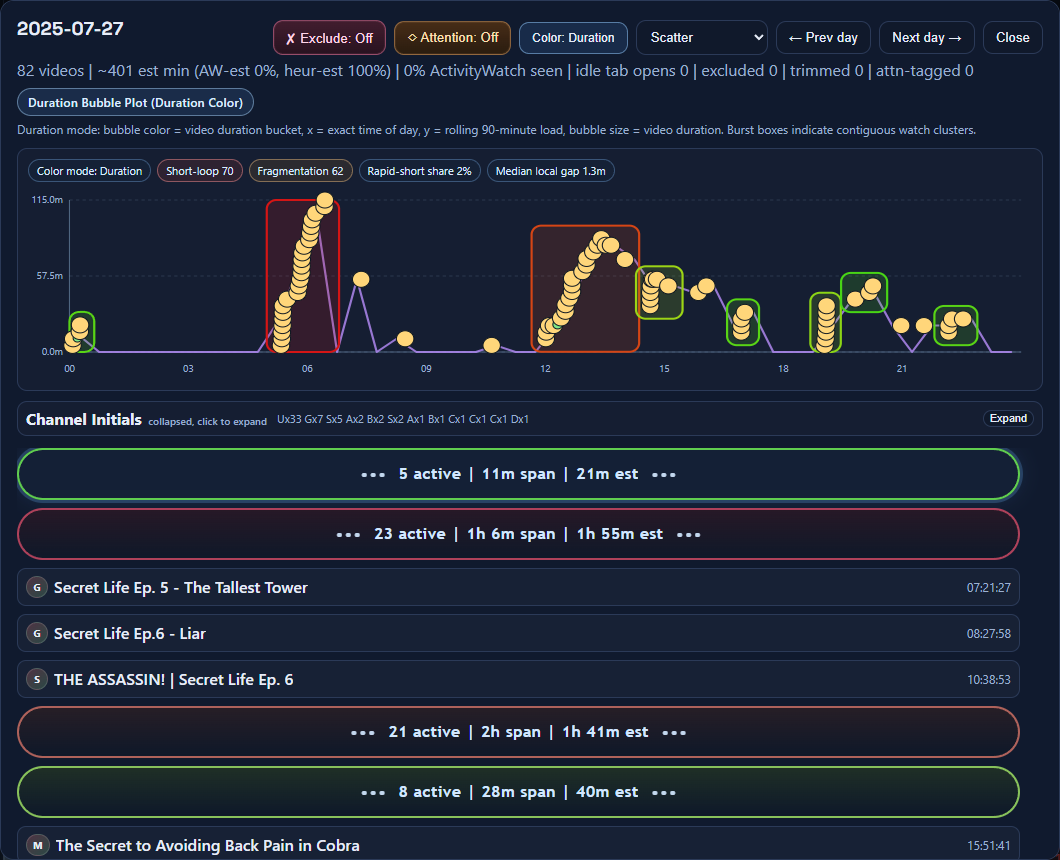 2025-07-27
✗ Exclude: Off
◇ Attention: Off
Color: Duration
Scatter
← Prev day
Next day →
Close
82 videos | ~401 est min (AW-est 0%, heur-est 100%) | 0% ActivityWatch seen | idle tab opens 0 | excluded 0 | trimmed 0 | attn-tagged 0
Duration Bubble Plot (Duration Color)
Duration mode: bubble color = video duration bucket, x = exact time of day, y = rolling 90-minute load, bubble size = video duration. Burst boxes indicate contiguous watch clusters.
Color mode: Duration
Short-loop 70
Fragmentation 62
Rapid-short share 2%
Median local gap 1.3m
115.0m
57.5m
0.0m
00 03 06 09 12 15 18 21
Channel Initials collapsed, click to expand Ux33 Gx7 Sx5 Ax2 Bx2 Sx2 Ax1 Bx1 Cx1 Cx1 Cx1 Dx1 Expand
••• 5 active | 11m span | 21m est •••
••• 23 active | 1h 6m span | 1h 55m est •••
G Secret Life Ep. 5 - The Tallest Tower 07:21:27
G Secret Life Ep.6 - Liar 08:27:58
S THE ASSASSIN! | Secret Life Ep. 6 10:38:53
••• 21 active | 2h span | 1h 41m est •••
••• 8 active | 28m span | 40m est •••
M The Secret to Avoiding Back Pain in Cobra 15:51:41